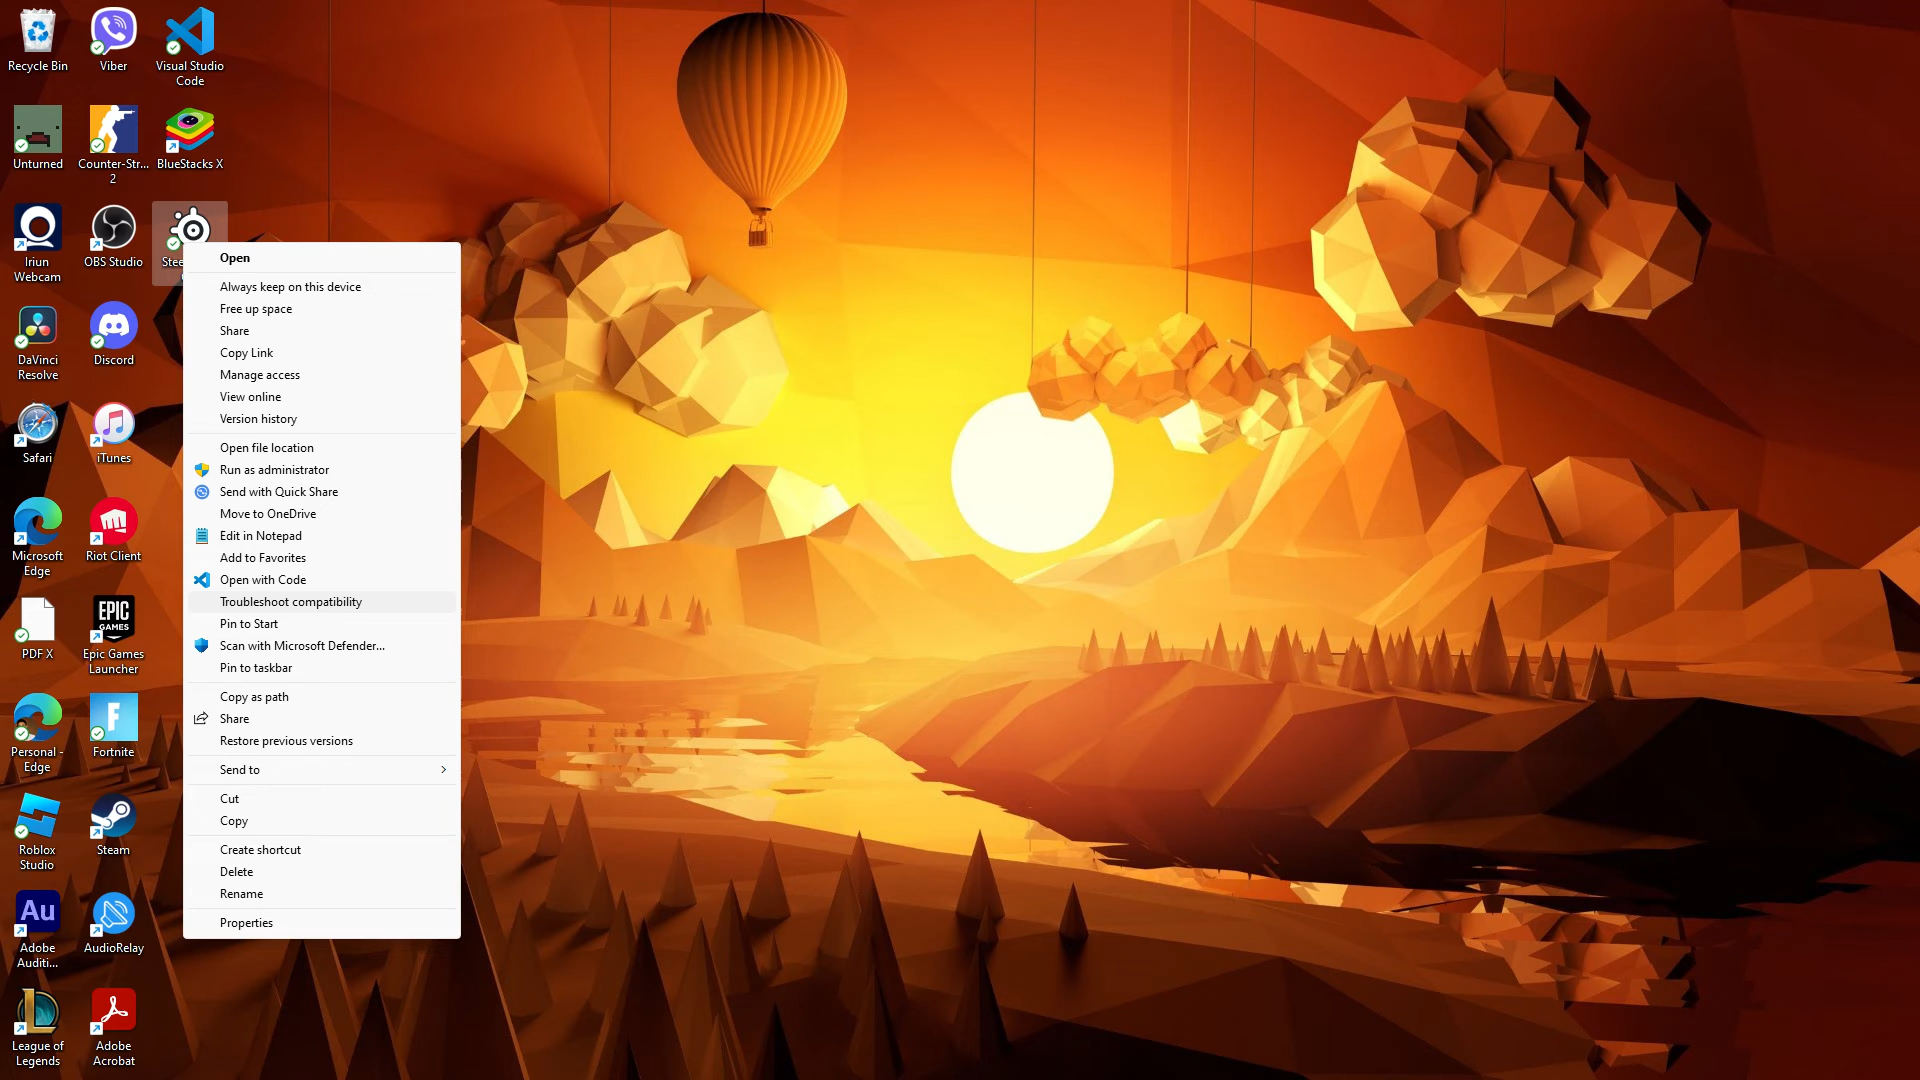 Recycle Bin
Viber
Visual Studio
Code
Unturned
Counter-Str...
2
BlueStacks X
Iriun
Webcam
OBS Studio
DaVinci
Resolve
Discord
Safari
iTunes
Microsoft
Edge
Riot Client
PDF X
EPIC
GAMES
Epic Games
Launcher
Personal -
Edge
F
Fortnite
Roblox
Studio
Steam
Au
Adobe
Auditi...
AudioRelay
League of
Legends
Adobe
Acrobat
Open
Always keep on this device
Free up space
Share
Copy Link
Manage access
View online
Version history
Open file location
Run as administrator
Send with Quick Share
Move to OneDrive
Edit in Notepad
Add to Favorites
Open with Code
Troubleshoot compatibility
Pin to Start
Scan with Microsoft Defender...
Pin to taskbar
Copy as path
Share
Restore previous versions
Send to
Cut
Copy
Create shortcut
Delete
Rename
Properties